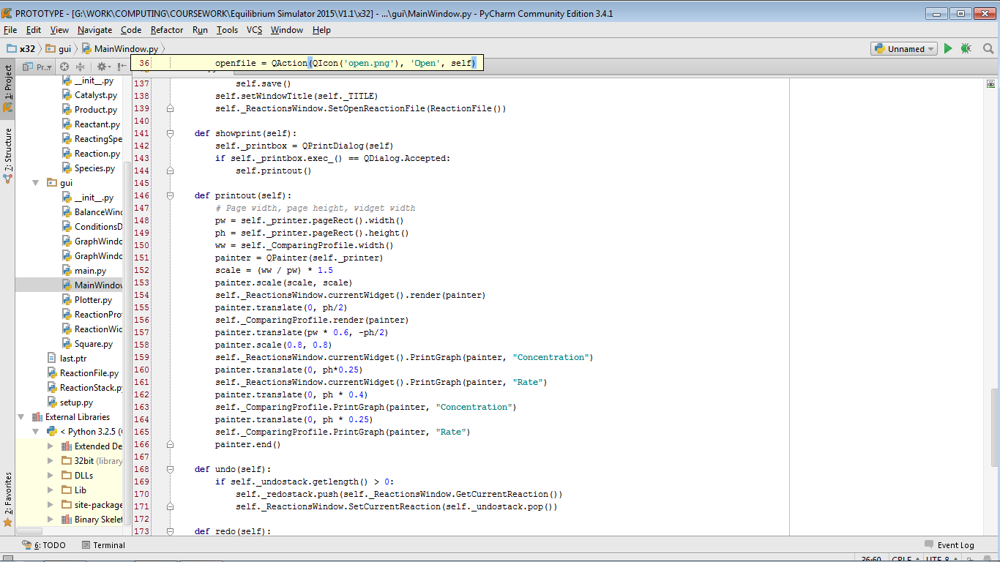 PROTOTYPE - [G:\WORK\COMPUTING\COURSEWORK\Equilibrium Simulator 2015\V1.1\x32] - ...\gui\MainWindow.py - PyCharm Community Edition 3.4.1
File Edit View Navigate Code Refactor Run Tools VCS Window Help
x32 gui MainWindow.py Unnamed
36 openfile = QAction(QIcon('open.png'), 'Open', self)
1: Project
7: Structure
2: Favorites
Pr..
__init__.py
Catalyst.py
Product.py
Reactant.py
ReactingSpe
Reaction.py
Species.py
gui
__init__.py
BalanceWind
ConditionsD
GraphWindo
GraphWindo
main.py
MainWindow
Plotter.py
ReactionPro
ReactionWid
Square.py
last.ptr
ReactionFile.py
ReactionStack.py
setup.py
External Libraries
< Python 3.2.5 (
Extended De
32bit (library
DLLs
Lib
site-package
Binary Skelet
137 self.save()
138 self.setWindowTitle(self._TITLE)
139 self._ReactionsWindow.SetOpenReactionFile(ReactionFile())
140
141 def showprint(self):
142 self._printbox = QPrintDialog(self)
143 if self._printbox.exec_() == QDialog.Accepted:
144 self.printout()
145
146 def printout(self):
147 # Page width, page height, widget width
148 pw = self._printer.pageRect().width()
149 ph = self._printer.pageRect().height()
150 ww = self._ComparingProfile.width()
151 painter = QPainter(self._printer)
152 scale = (ww / pw) * 1.5
153 painter.scale(scale, scale)
154 self._ReactionsWindow.currentWidget().render(painter)
155 painter.translate(0, ph/2)
156 self._ComparingProfile.render(painter)
157 painter.translate(pw * 0.6, -ph/2)
158 painter.scale(0.8, 0.8)
159 self._ReactionsWindow.currentWidget().PrintGraph(painter, "Concentration")
160 painter.translate(0, ph*0.25)
161 self._ReactionsWindow.currentWidget().PrintGraph(painter, "Rate")
162 painter.translate(0, ph * 0.4)
163 self._ComparingProfile.PrintGraph(painter, "Concentration")
164 painter.translate(0, ph * 0.25)
165 self._ComparingProfile.PrintGraph(painter, "Rate")
166 painter.end()
167
168 def undo(self):
169 if self._undostack.getlength() > 0:
170 self._redostack.push(self._ReactionsWindow.GetCurrentReaction())
171 self._ReactionsWindow.SetCurrentReaction(self._undostack.pop())
172
173 def redo(self):
6: TODO Terminal Event Log
36:60 CRLF UTF-8